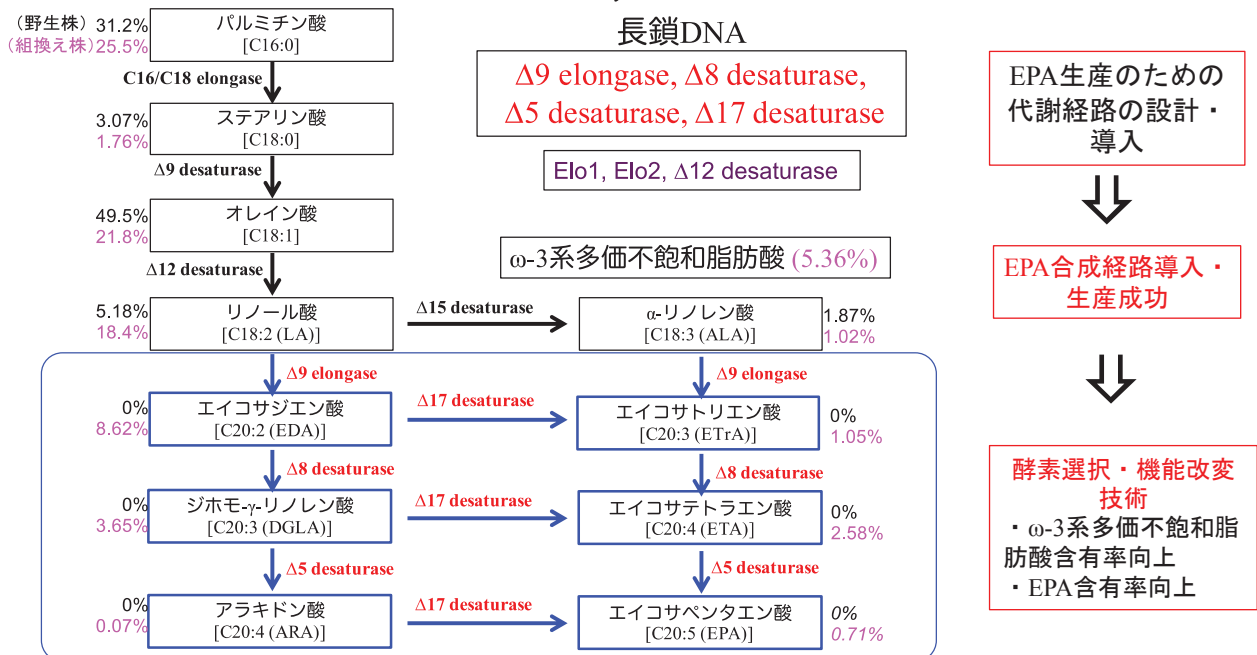 (野生株) 31.2%
(組換え株) 25.5%
パルミチン酸
[C16:0]
C16/C18 elongase
3.07%
1.76%
ステアリン酸
[C18:0]
Δ9 desaturase
49.5%
21.8%
オレイン酸
[C18:1]
Δ12 desaturase
5.18%
18.4%
リノール酸
[C18:2 (LA)]
Δ15 desaturase
α-リノレン酸
[C18:3 (ALA)]
1.87%
1.02%
Δ9 elongase
Δ9 elongase
0%
8.62%
エイコサジエン酸
[C20:2 (EDA)]
Δ17 desaturase
エイコサトリエン酸
[C20:3 (ETrA)]
0%
1.05%
Δ8 desaturase
Δ8 desaturase
0%
3.65%
ジホモ-γ-リノレン酸
[C20:3 (DGLA)]
Δ17 desaturase
エイコサテトラエン酸
[C20:4 (ETA)]
0%
2.58%
Δ5 desaturase
Δ5 desaturase
0%
0.07%
アラキドン酸
[C20:4 (ARA)]
Δ17 desaturase
エイコサペンタエン酸
[C20:5 (EPA)]
0%
0.71%
長鎖DNA
Δ9 elongase, Δ8 desaturase,
Δ5 desaturase, Δ17 desaturase
Elo1, Elo2, Δ12 desaturase
ω-3系多価不飽和脂肪酸 (5.36%)
EPA生産のための
代謝経路の設計・
導入
EPA合成経路導入・
生産成功
酵素選択・機能改変
技術
・ω-3系多価不飽和脂
肪酸含有率向上
・EPA含有率向上